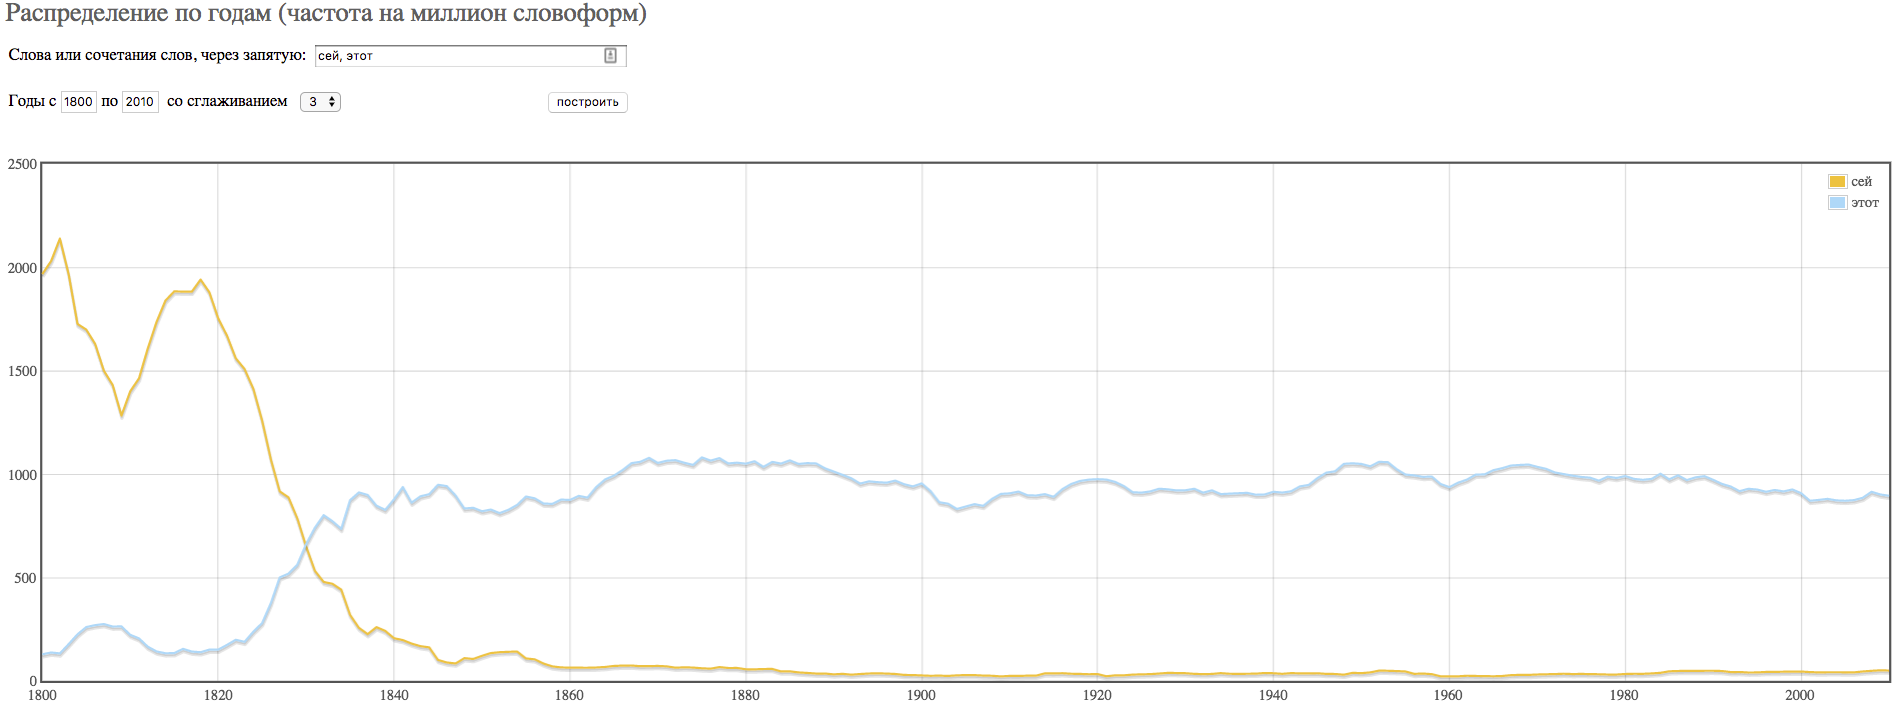 Распределение по годам (частота на миллион словоформ)
Слова или сочетания слов, через запятую: сей, этот
Годы с 1800 по 2010 со сглаживанием 3 построить
2500
сей
этот
2000
1500
1000
500
0
1800 1820 1840 1860 1880 1900 1920 1940 1960 1980 2000